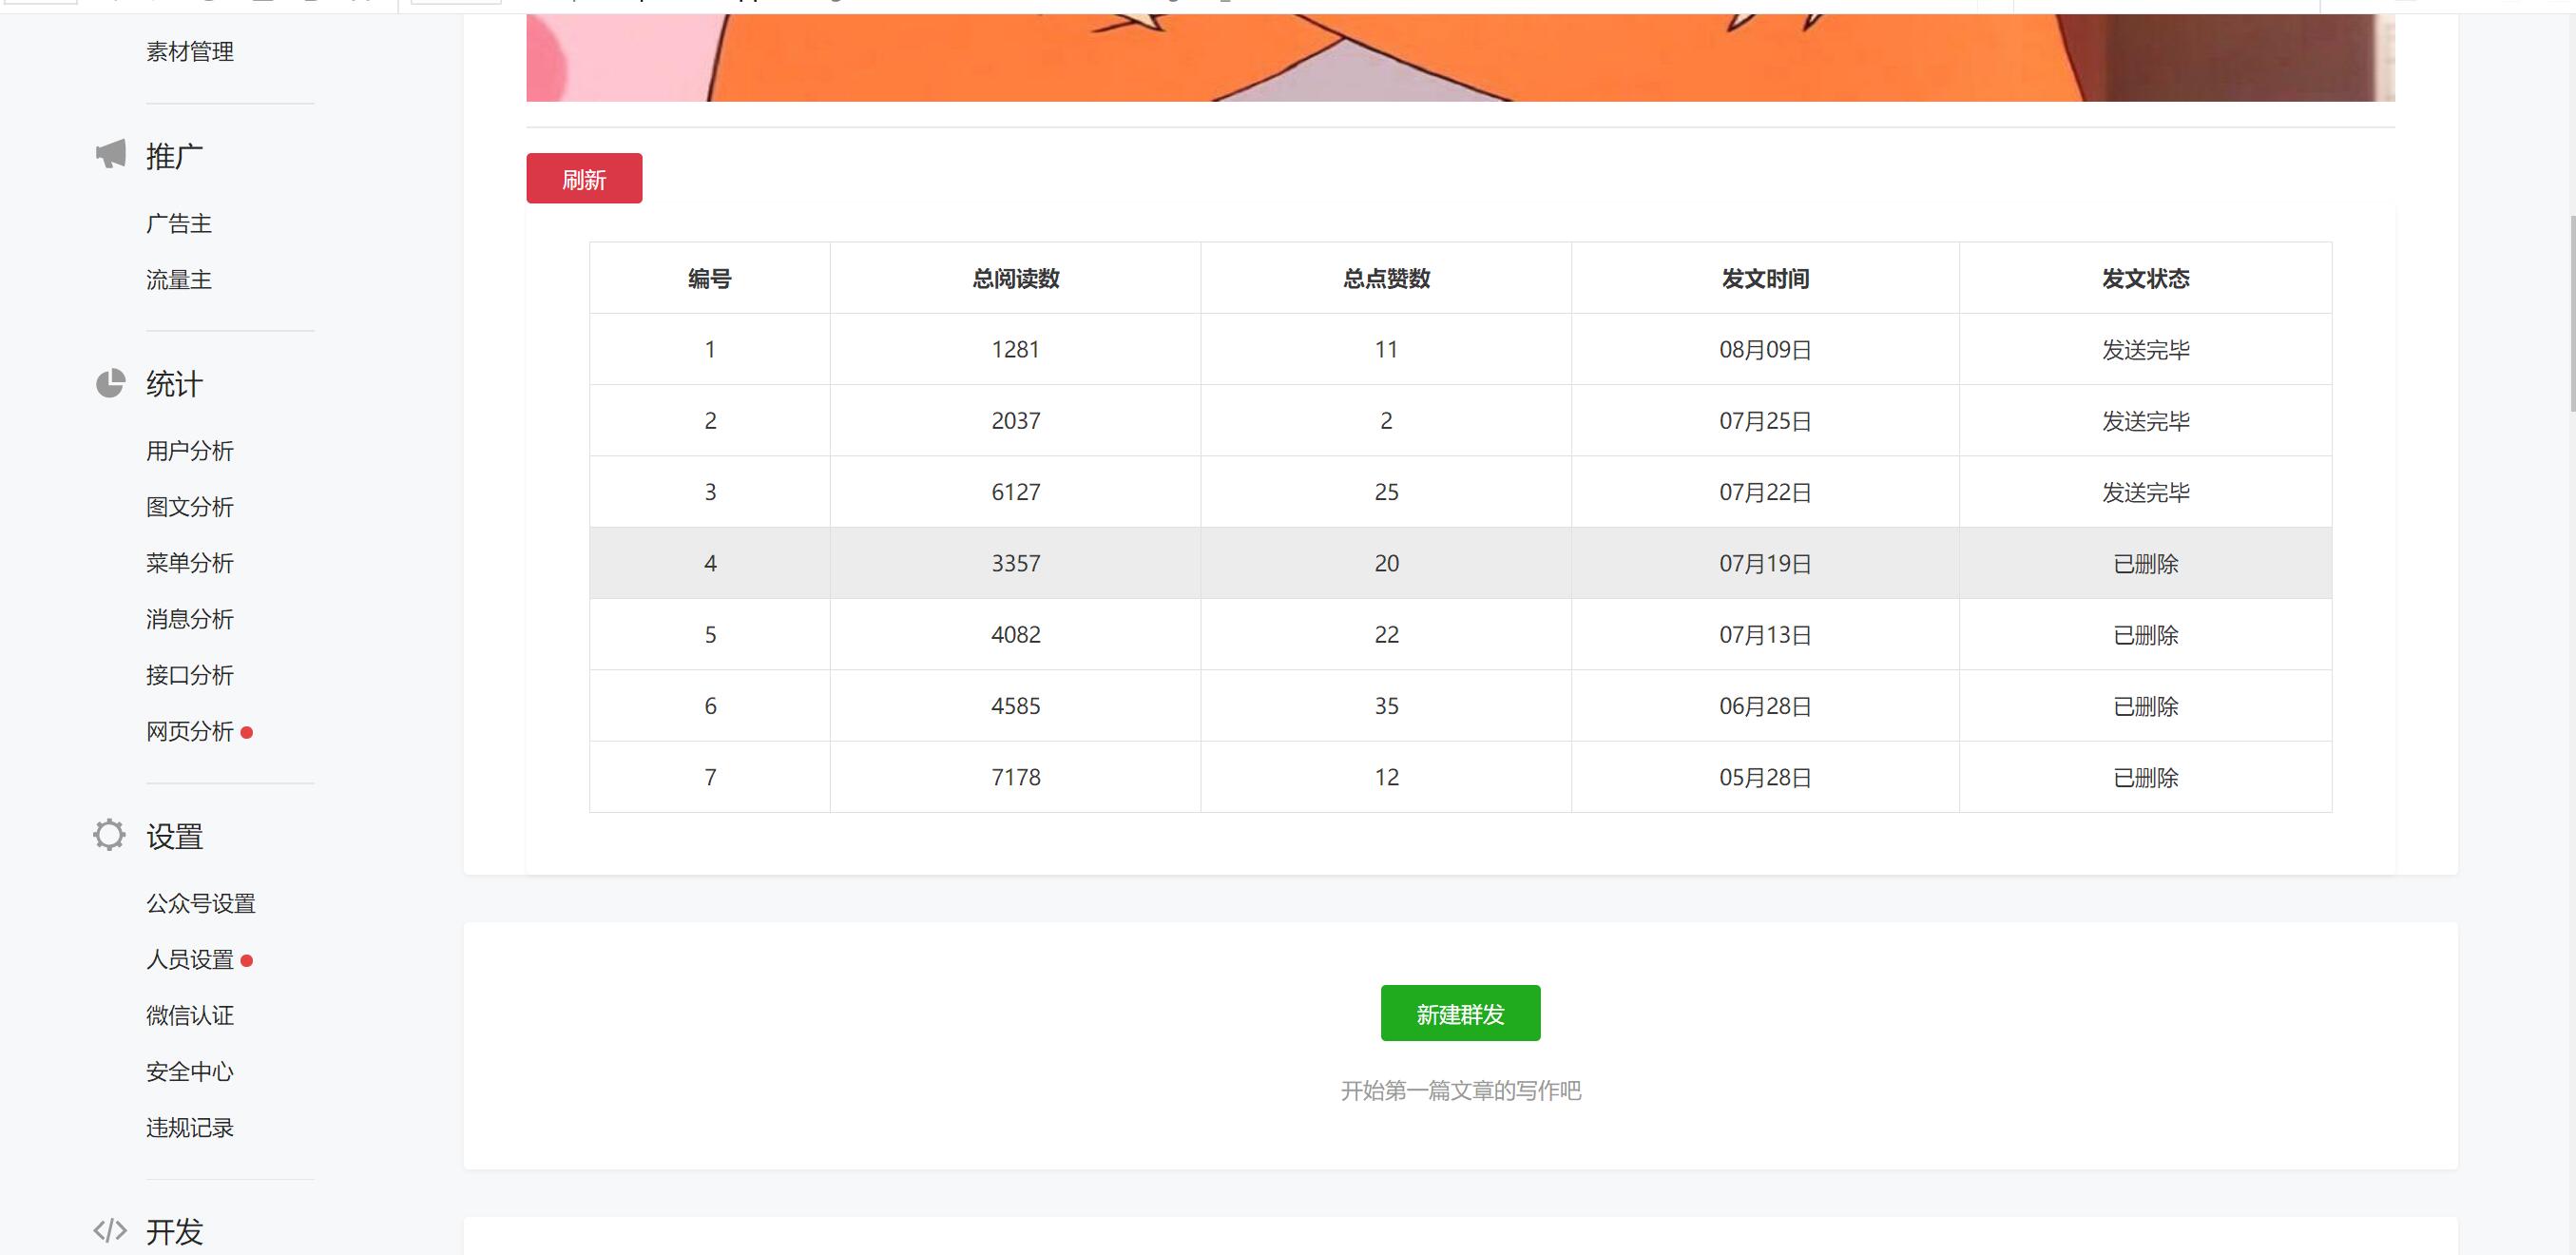 素材管理
推广
广告主
流量主
统计
用户分析
图文分析
菜单分析
消息分析
接口分析
网页分析
设置
公众号设置
人员设置
微信认证
安全中心
违规记录
开发
刷新
编号 总阅读数 总点赞数 发文时间 发文状态
1 1281 11 08月09日 发送完毕
2 2037 2 07月25日 发送完毕
3 6127 25 07月22日 发送完毕
4 3357 20 07月19日 已删除
5 4082 22 07月13日 已删除
6 4585 35 06月28日 已删除
7 7178 12 05月28日 已删除
新建群发
开始第一篇文章的写作吧